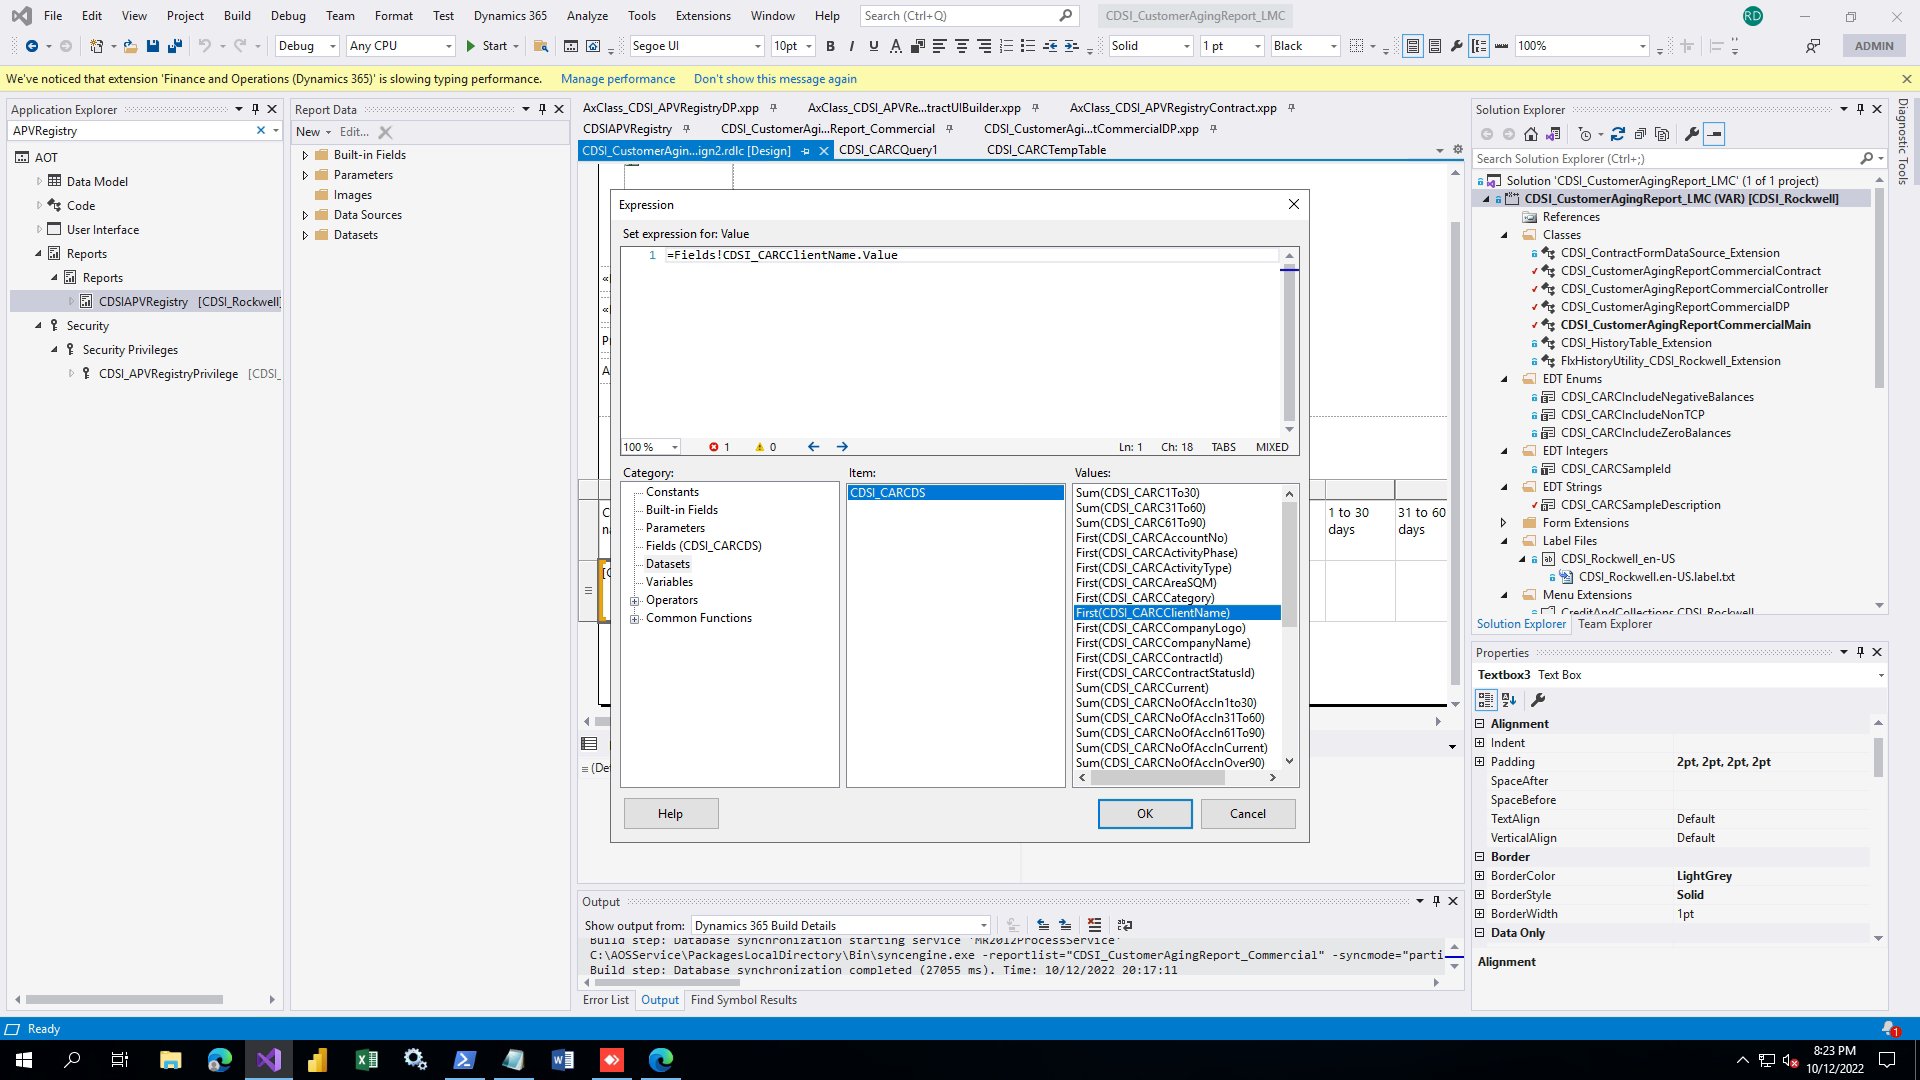 File Edit View Project Build Debug Team Format Test Dynamics 365 Analyze Tools Extensions Window Help Search (Ctrl+Q) CDSI_CustomerAgingReport_LMC RD
Debug Any CPU Start Segoe UI 10pt B I U A Solid 1 pt Black 100% ADMIN
We've noticed that extension 'Finance and Operations (Dynamics 365)' is slowing typing performance. Manage performance Don't show this message again
Application Explorer
APVRegistry
AOT
Data Model
Code
User Interface
Reports
Reports
CDSIAPVRegistry [CDSI_Rockwell]
Security
Security Privileges
CDSI_APVRegistryPrivilege [CDSI_
Report Data
New Edit...
Built-in Fields
Parameters
Images
Data Sources
Datasets
AxClass_CDSI_APVRegistryDP.xpp AxClass_CDSI_APVRe...tractUIBuilder.xpp AxClass_CDSI_APVRegistryContract.xpp
CDSIAPVRegistry CDSI_CustomerAgi...Report_Commercial CDSI_CustomerAgi...tCommercialDP.xpp
CDSI_CustomerAgin...ign2.rdlc [Design] CDSI_CARCQuery1 CDSI_CARCTempTable
Expression
Set expression for: Value
1 =Fields!CDSI_CARCClientName.Value
100 % 1 0 Ln: 1 Ch: 18 TABS MIXED
Category:
Constants
Built-in Fields
Parameters
Fields (CDSI_CARCDS)
Datasets
Variables
Operators
Common Functions
Item:
CDSI_CARCDS
Values:
Sum(CDSI_CARC1To30)
Sum(CDSI_CARC31To60)
Sum(CDSI_CARC61To90)
First(CDSI_CARCAccountNo)
First(CDSI_CARCActivityPhase)
First(CDSI_CARCActivityType)
First(CDSI_CARCAreaSQM)
First(CDSI_CARCCategory)
First(CDSI_CARCClientName)
First(CDSI_CARCCompanyLogo)
First(CDSI_CARCCompanyName)
First(CDSI_CARCContractId)
First(CDSI_CARCContractStatusId)
Sum(CDSI_CARCCurrent)
Sum(CDSI_CARCNoOfAccIn1to30)
Sum(CDSI_CARCNoOfAccIn31To60)
Sum(CDSI_CARCNoOfAccIn61To90)
Sum(CDSI_CARCNoOfAccInCurrent)
Sum(CDSI_CARCNoOfAccInOver90)
Help OK Cancel
1 to 30 days
31 to 60 days
Output
Show output from: Dynamics 365 Build Details
Build step: Database synchronization starting service 'MR2012ProcessService'
C:\AOSService\PackagesLocalDirectory\Bin\syncengine.exe -reportlist="CDSI_CustomerAgingReport_Commercial" -syncmode="parti
Build step: Database synchronization completed (27055 ms). Time: 10/12/2022 20:17:11
Error List Output Find Symbol Results
Solution Explorer
Search Solution Explorer (Ctrl+;)
Solution 'CDSI_CustomerAgingReport_LMC' (1 of 1 project)
CDSI_CustomerAgingReport_LMC (VAR) [CDSI_Rockwell]
References
Classes
CDSI_ContractFormDataSource_Extension
CDSI_CustomerAgingReportCommercialContract
CDSI_CustomerAgingReportCommercialController
CDSI_CustomerAgingReportCommercialDP
CDSI_CustomerAgingReportCommercialMain
CDSI_HistoryTable_Extension
FlxHistoryUtility_CDSI_Rockwell_Extension
EDT Enums
CDSI_CARCIncludeNegativeBalances
CDSI_CARCIncludeNonTCP
CDSI_CARCIncludeZeroBalances
EDT Integers
CDSI_CARCSampleId
EDT Strings
CDSI_CARCSampleDescription
Form Extensions
Label Files
CDSI_Rockwell_en-US
CDSI_Rockwell.en-US.label.txt
Menu Extensions
CreditAndCollections.CDSI_Rockwell
Solution Explorer Team Explorer
Properties
Textbox3 Text Box
Alignment
Indent
Padding 2pt, 2pt, 2pt, 2pt
SpaceAfter
SpaceBefore
TextAlign Default
VerticalAlign Default
Border
BorderColor LightGrey
BorderStyle Solid
BorderWidth 1pt
Data Only
Alignment
Diagnostic Tools
Ready 1
8:23 PM
10/12/2022